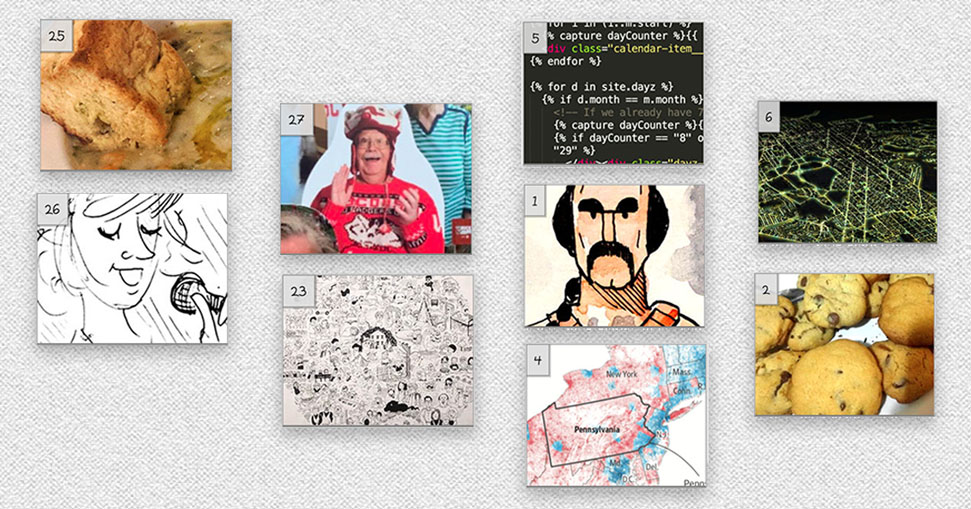 25
26
27
23
5
for i in (1..m.start) %}
% capture dayCounter %}{{
div class="calendar-item__
{% endfor %}
{% for d in site.dayz %}
{% if d.month == m.month %}
<!-- If we already have
{% capture dayCounter %}{
{% if dayCounter == "8" o
"29" %}
</div><div class="dayz
1
4
New York
Mass.
Conn.
R.
Pennsylvania
NJ
Md.
Del.
D.C.
Penn
6
2